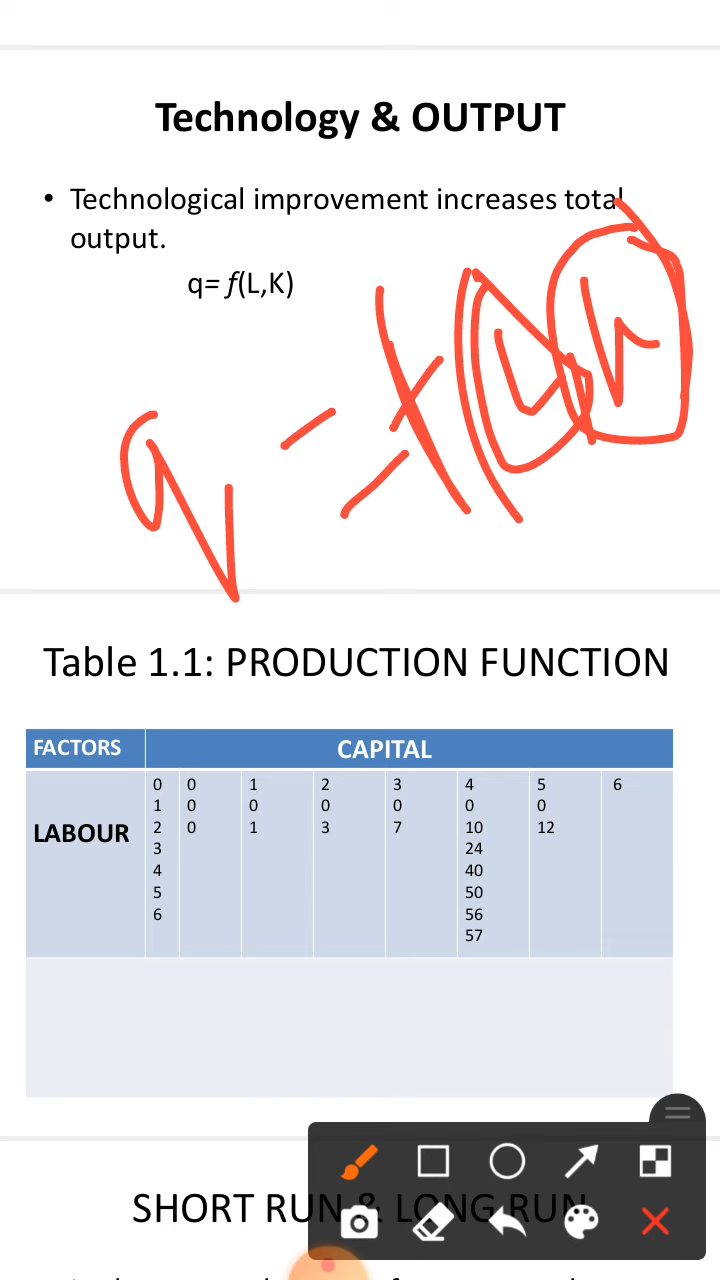 Technology & OUTPUT
• Technological improvement increases total
output.
q= f(L,K)
q = f(L, K
Table 1.1: PRODUCTION FUNCTION
FACTORS CAPITAL
LABOUR
0 0 1 2 3 4 5 6
1 0 0 0 0 0 0
2 0 1 3 7 10 12
3 24
4 40
5 50
6 56
57
SHORT RUN & LONG RUN